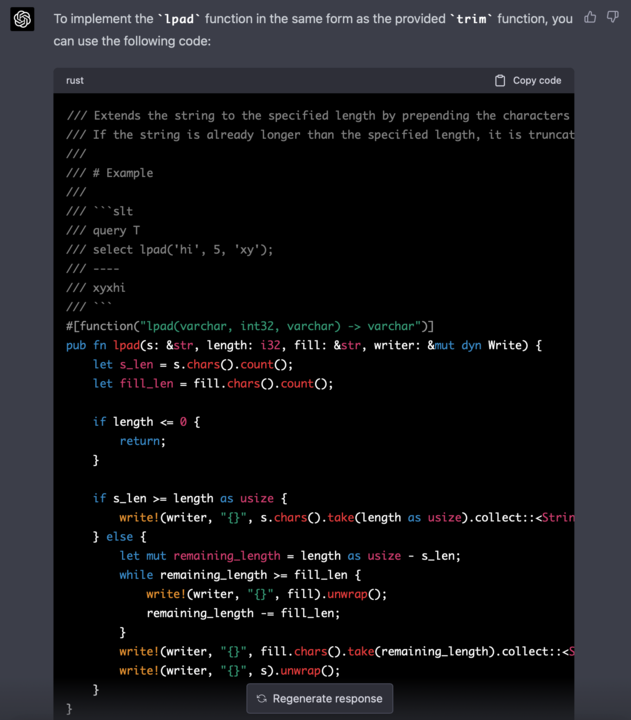 To implement the `lpad` function in the same form as the provided `trim` function, you
can use the following code:
rust
Copy code
/// Extends the string to the specified length by prepending the characters
/// If the string is already longer than the specified length, it is truncat
///
/// # Example
///
/// ```slt
/// query T
/// select lpad('hi', 5, 'xy');
/// ----
/// xyxhi
/// ```
#[function("lpad(varchar, int32, varchar) -> varchar")]
pub fn lpad(s: &str, length: i32, fill: &str, writer: &mut dyn Write) {
    let s_len = s.chars().count();
    let fill_len = fill.chars().count();
    if length <= 0 {
        return;
    }
    if s_len >= length as usize {
        write!(writer, "{}", s.chars().take(length as usize).collect::<Strin
    } else {
        let mut remaining_length = length as usize - s_len;
        while remaining_length >= fill_len {
            write!(writer, "{}", fill).unwrap();
            remaining_length -= fill_len;
        }
        write!(writer, "{}", fill.chars().take(remaining_length).collect::<S
        write!(writer, "{}", s).unwrap();
    }
}
Regenerate response